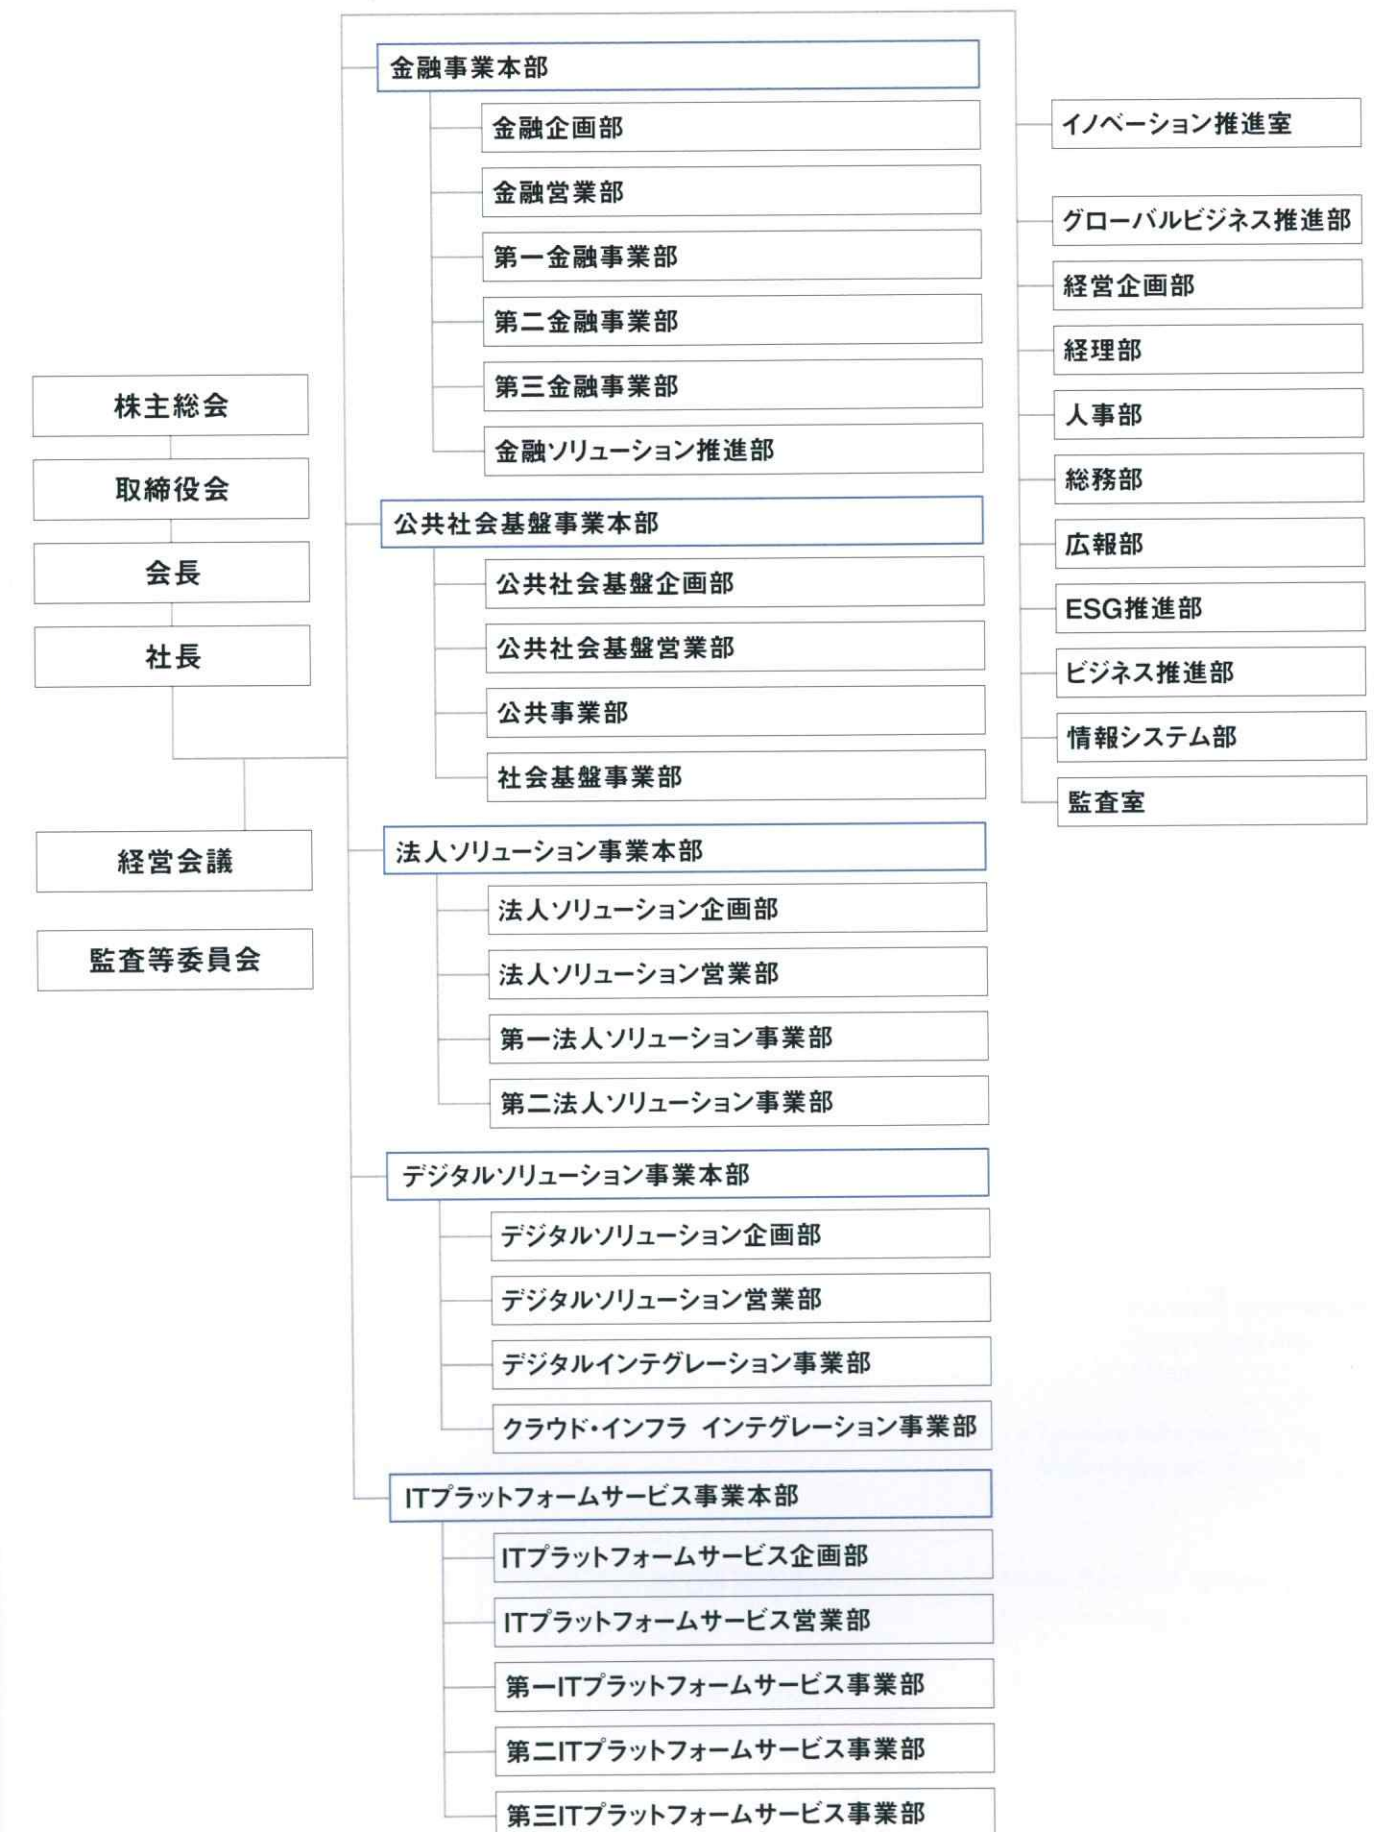 株主総会
取締役会
会長
社長
経営会議
監査等委員会
金融事業本部
金融企画部
金融営業部
第一金融事業部
第二金融事業部
第三金融事業部
金融ソリューション推進部
公共社会基盤事業本部
公共社会基盤企画部
公共社会基盤営業部
公共事業部
社会基盤事業部
法人ソリューション事業本部
法人ソリューション企画部
法人ソリューション営業部
第一法人ソリューション事業部
第二法人ソリューション事業部
デジタルソリューション事業本部
デジタルソリューション企画部
デジタルソリューション営業部
デジタルインテグレーション事業部
クラウド・インフラ インテグレーション事業部
ITプラットフォームサービス事業本部
ITプラットフォームサービス企画部
ITプラットフォームサービス営業部
第一ITプラットフォームサービス事業部
第二ITプラットフォームサービス事業部
第三ITプラットフォームサービス事業部
イノベーション推進室
グローバルビジネス推進部
経営企画部
経理部
人事部
総務部
広報部
ESG推進部
ビジネス推進部
情報システム部
監査室